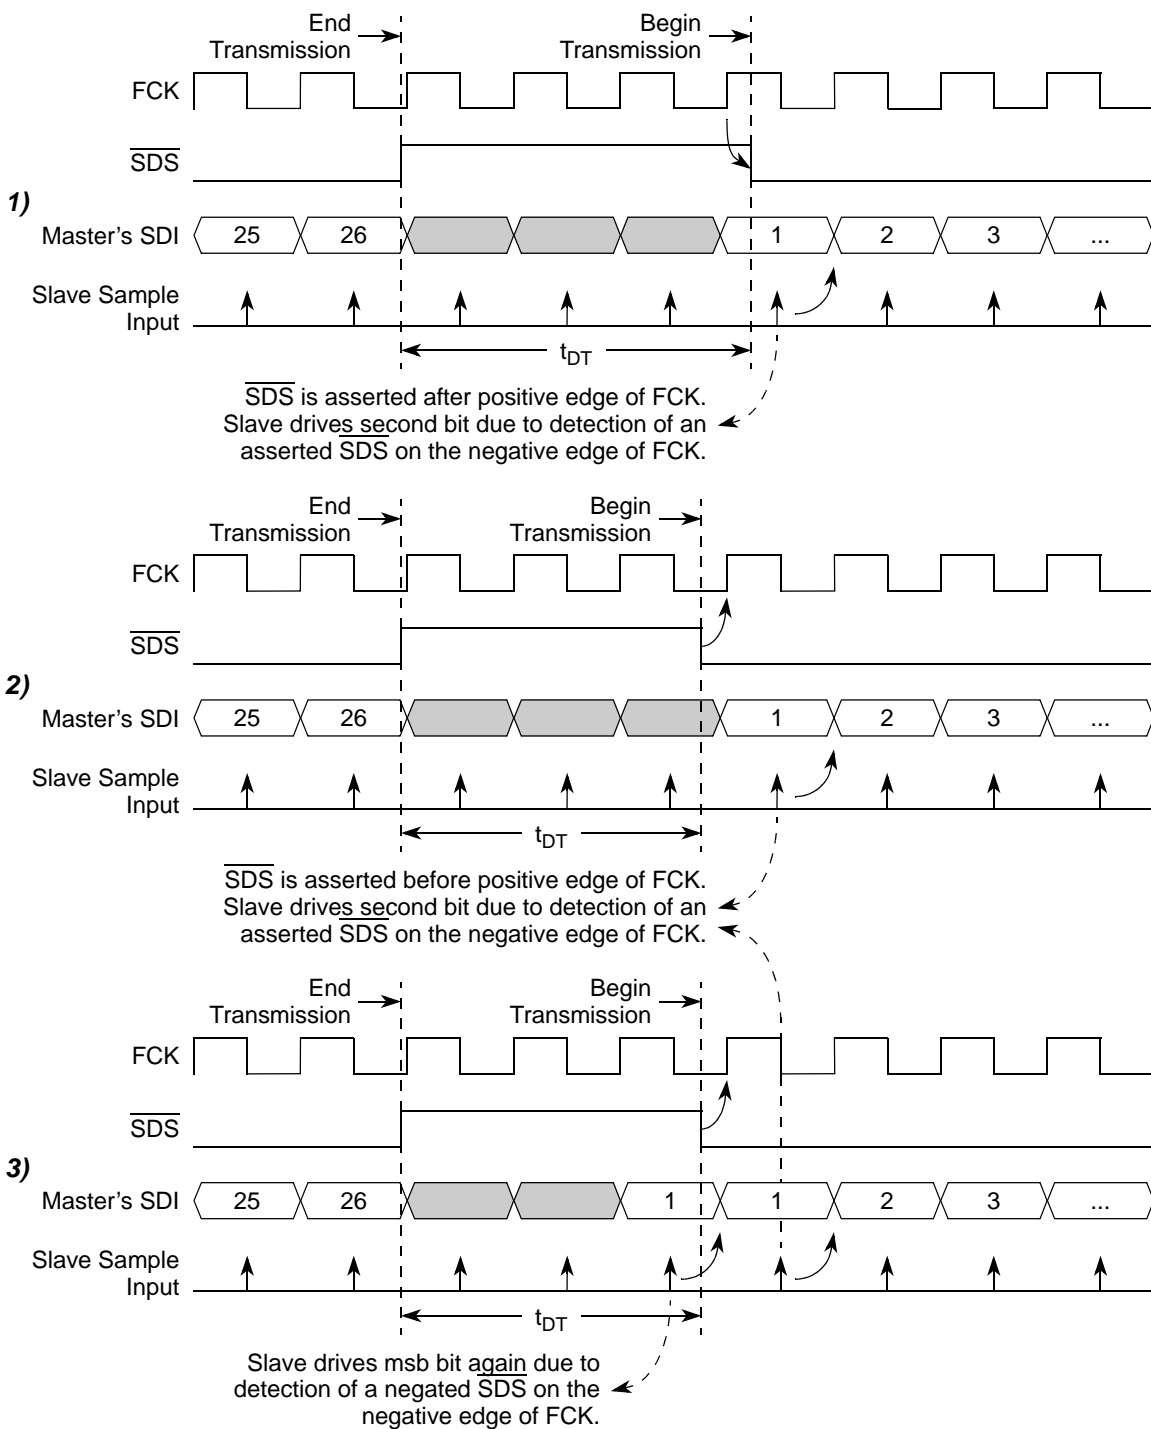 End
Transmission
Begin
Transmission
FCK
SDS
1)
Master's SDI
25 26 1 2 3 ...
Slave Sample
Input
tDT
SDS is asserted after positive edge of FCK.
Slave drives second bit due to detection of an
asserted SDS on the negative edge of FCK.
End
Transmission
Begin
Transmission
FCK
SDS
2)
Master's SDI
25 26 1 2 3 ...
Slave Sample
Input
tDT
SDS is asserted before positive edge of FCK.
Slave drives second bit due to detection of an
asserted SDS on the negative edge of FCK.
End
Transmission
Begin
Transmission
FCK
SDS
3)
Master's SDI
25 26 1 1 2 3 ...
Slave Sample
Input
tDT
Slave drives msb bit again due to
detection of a negated SDS on the
negative edge of FCK.